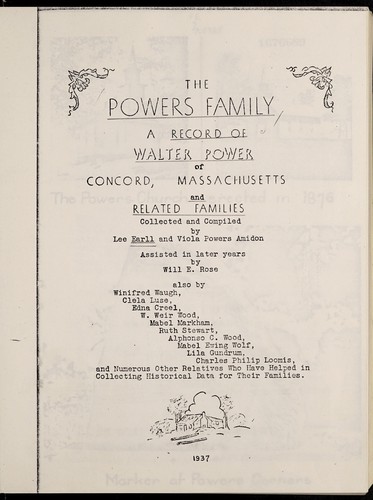 THE
POWERS FAMILY
A RECORD OF
WALTER POWER
of
CONCORD, MASSACHUSETTS
and
RELATED FAMILIES
Collected and Compiled
by
Lee Earll and Viola Powers Amidon
Assisted in later years
by
Will E. Rose
also by
Winifred Waugh,
Clela Luse,
Edna Creel,
W. Weir Wood,
Mabel Markham,
Ruth Stewart,
Alphonso C. Wood,
Mabel Ewing Wolf,
Lila Gundrum,
Charles Philip Loomis,
and Numerous Other Relatives Who Have Helped in
Collecting Historical Data for Their Families.
1937